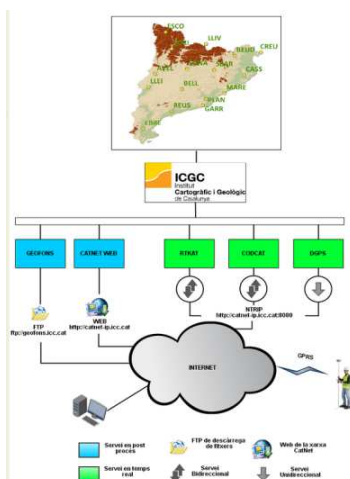 ESCO
LLIV
CREU
BELL
LLEI
CASS
MATA
REUS
PLAN
GARR
ICGC
Institut
Cartogràfic i Geològic
de Catalunya
GEOFONS
CATNET WEB
RTKAT
CODCAT
DGPS
FTP
ftp://geofons.icc.cat
WEB
http://catnet-ip.icc.cat
NTRIP
http://catnet-ip.icc.cat:8080
INTERNET
GPRS
Servei en post
procés
FTP de descàrrega
de fitxers
Web de la xarxa
CatNet
Servei en temps
real
Servei
Bidireccional
Servei
Unidireccional